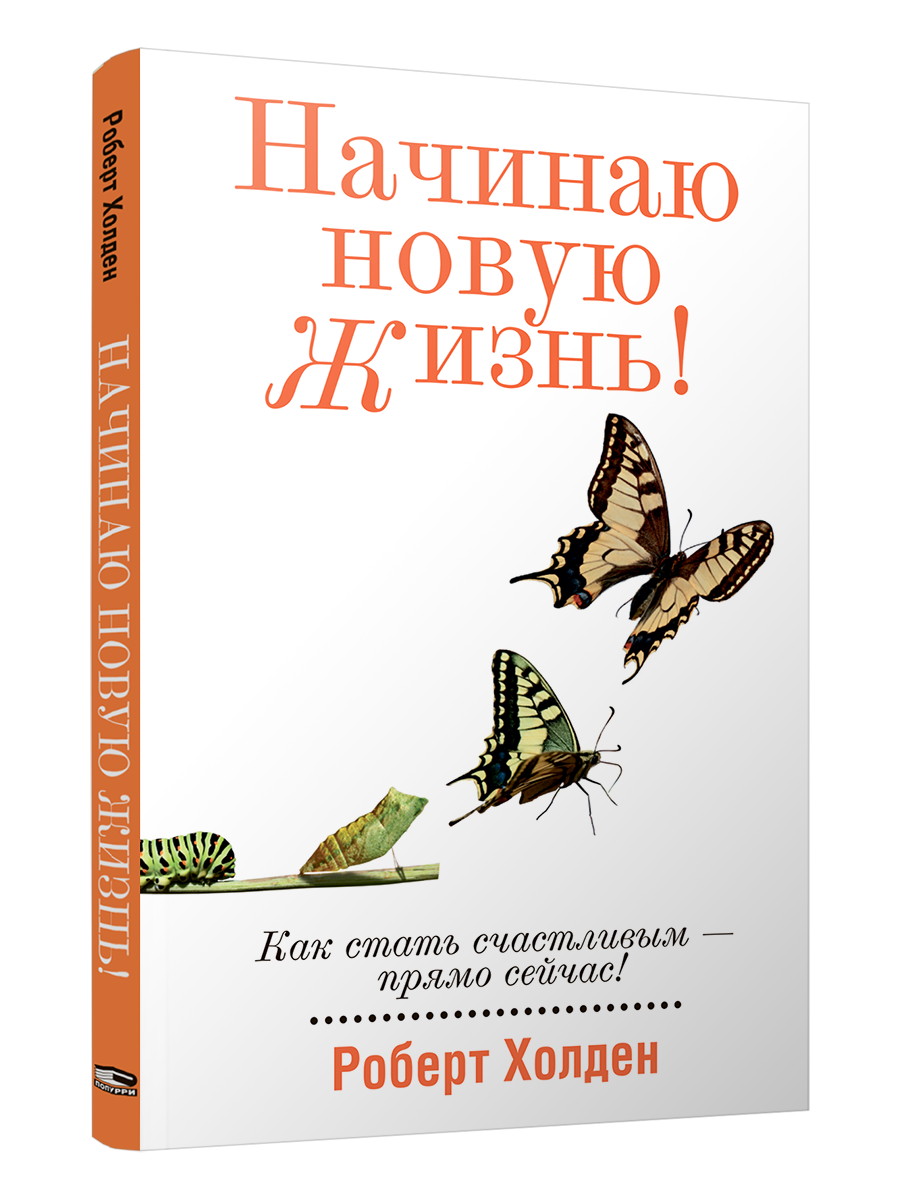 Начинаю
новую
жизнь!
Как стать счастливым —
прямо сейчас!
Роберт Холден
Роберт Холден
НАЧИНАЮ НОВУЮ ЖИЗНЬ!
ПОПУРРИ